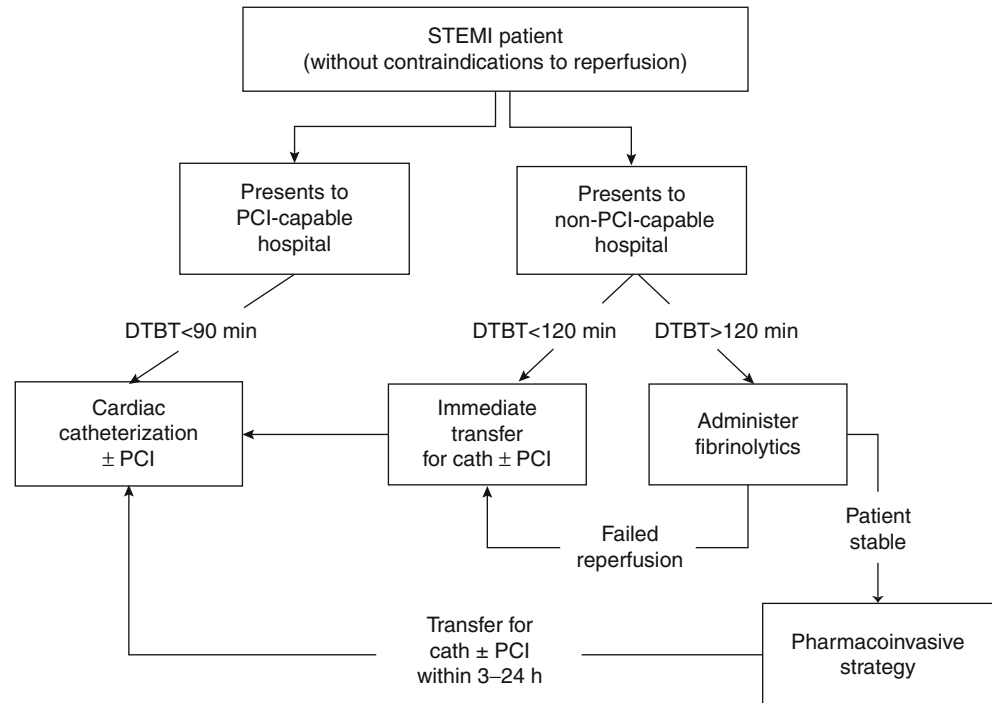 STEMI patient
(without contraindications to reperfusion)
Presents to
PCI-capable
hospital
Presents to
non-PCI-capable
hospital
DTBT<90 min
DTBT<120 min
DTBT>120 min
Cardiac
catheterization
± PCI
Immediate
transfer
for cath ± PCI
Administer
fibrinolytics
Failed
reperfusion
Patient
stable
Transfer for
cath ± PCI
within 3–24 h
Pharmacoinvasive
strategy